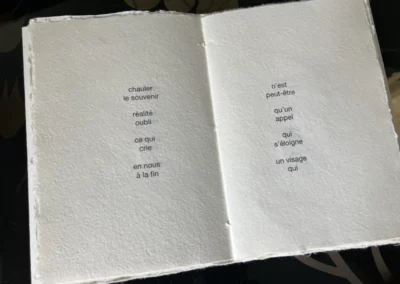 chauler
le souvenir
réalité
oubli
ce qui
crie
en nous
à la fin
n'est
peut-être
qu'un
appel
qui
s'éloigne
un visage
qui